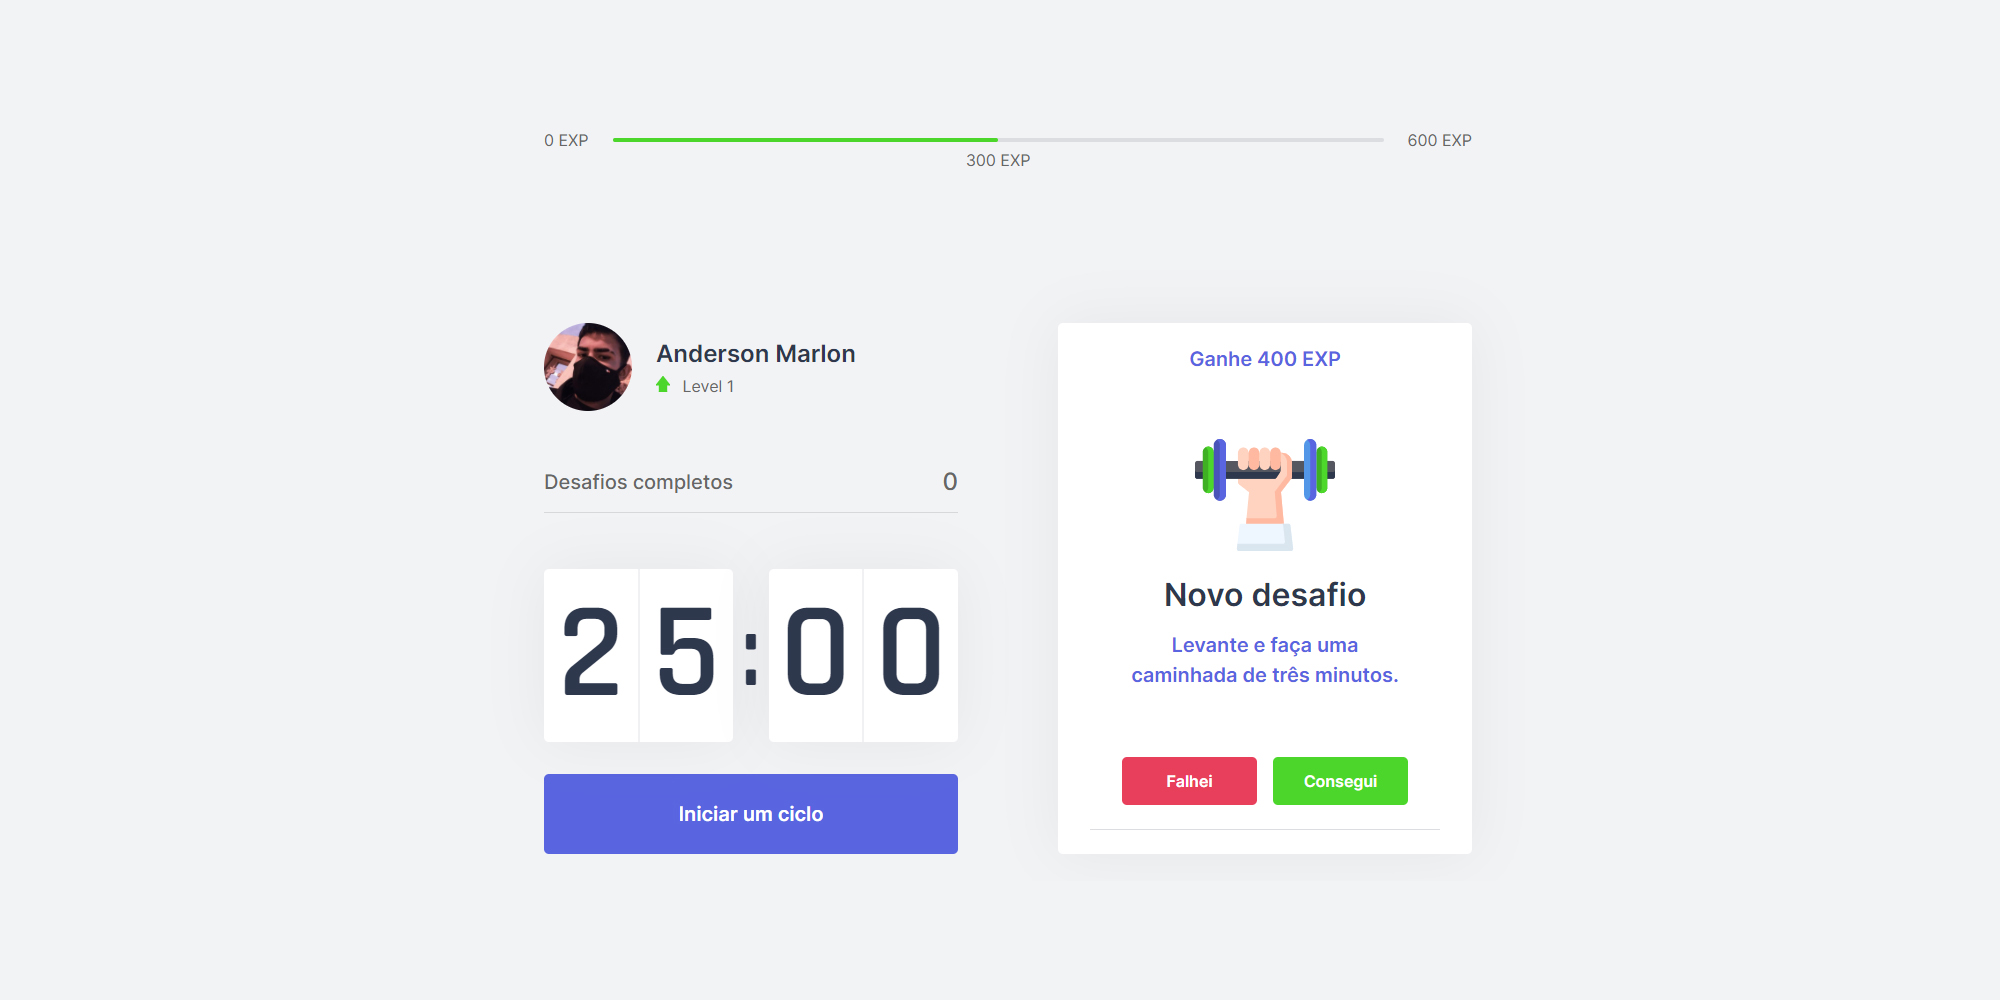 0 EXP
600 EXP
300 EXP
Anderson Marlon
Level 1
Desafios completos
0
25:00
Iniciar um ciclo
Ganhe 400 EXP
Novo desafio
Levante e faça uma
caminhada de três minutos.
Falhei
Consegui